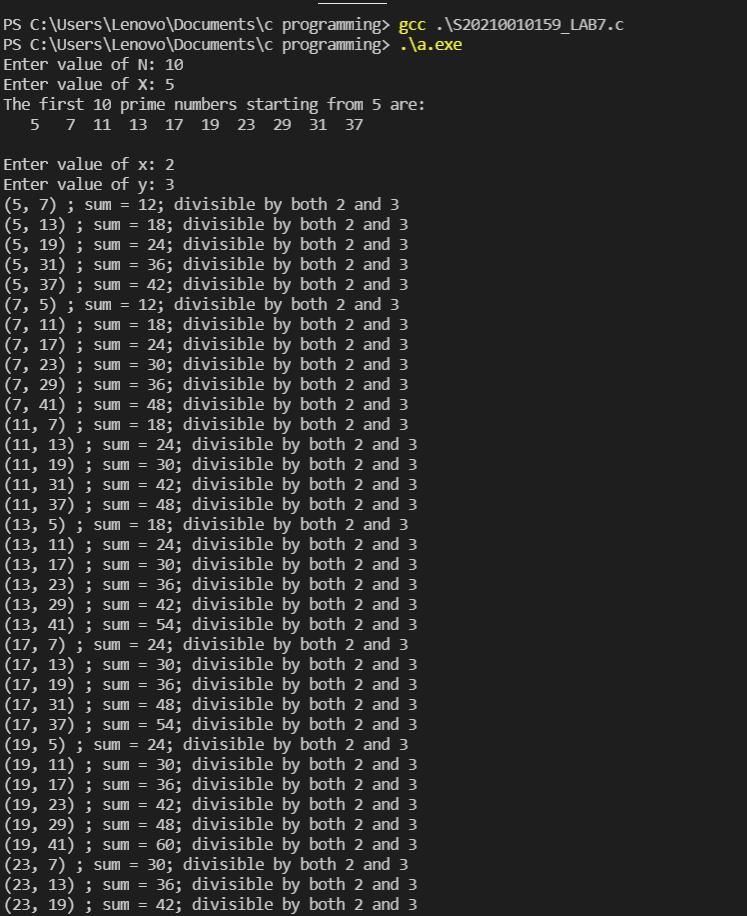 PS C:\Users\Lenovo\Documents\c programming> gcc .\S20210010159_LAB7.c
PS C:\Users\Lenovo\Documents\c programming> .\a.exe
Enter value of N: 10
Enter value of X: 5
The first 10 prime numbers starting from 5 are:
   5   7  11  13  17  19  23  29  31  37

Enter value of x: 2
Enter value of y: 3
(5, 7) ; sum = 12; divisible by both 2 and 3
(5, 13) ; sum = 18; divisible by both 2 and 3
(5, 19) ; sum = 24; divisible by both 2 and 3
(5, 31) ; sum = 36; divisible by both 2 and 3
(5, 37) ; sum = 42; divisible by both 2 and 3
(7, 5) ; sum = 12; divisible by both 2 and 3
(7, 11) ; sum = 18; divisible by both 2 and 3
(7, 17) ; sum = 24; divisible by both 2 and 3
(7, 23) ; sum = 30; divisible by both 2 and 3
(7, 29) ; sum = 36; divisible by both 2 and 3
(7, 41) ; sum = 48; divisible by both 2 and 3
(11, 7) ; sum = 18; divisible by both 2 and 3
(11, 13) ; sum = 24; divisible by both 2 and 3
(11, 19) ; sum = 30; divisible by both 2 and 3
(11, 31) ; sum = 42; divisible by both 2 and 3
(11, 37) ; sum = 48; divisible by both 2 and 3
(13, 5) ; sum = 18; divisible by both 2 and 3
(13, 11) ; sum = 24; divisible by both 2 and 3
(13, 17) ; sum = 30; divisible by both 2 and 3
(13, 23) ; sum = 36; divisible by both 2 and 3
(13, 29) ; sum = 42; divisible by both 2 and 3
(13, 41) ; sum = 54; divisible by both 2 and 3
(17, 7) ; sum = 24; divisible by both 2 and 3
(17, 13) ; sum = 30; divisible by both 2 and 3
(17, 19) ; sum = 36; divisible by both 2 and 3
(17, 31) ; sum = 48; divisible by both 2 and 3
(17, 37) ; sum = 54; divisible by both 2 and 3
(19, 5) ; sum = 24; divisible by both 2 and 3
(19, 11) ; sum = 30; divisible by both 2 and 3
(19, 17) ; sum = 36; divisible by both 2 and 3
(19, 23) ; sum = 42; divisible by both 2 and 3
(19, 29) ; sum = 48; divisible by both 2 and 3
(19, 41) ; sum = 60; divisible by both 2 and 3
(23, 7) ; sum = 30; divisible by both 2 and 3
(23, 13) ; sum = 36; divisible by both 2 and 3
(23, 19) ; sum = 42; divisible by both 2 and 3